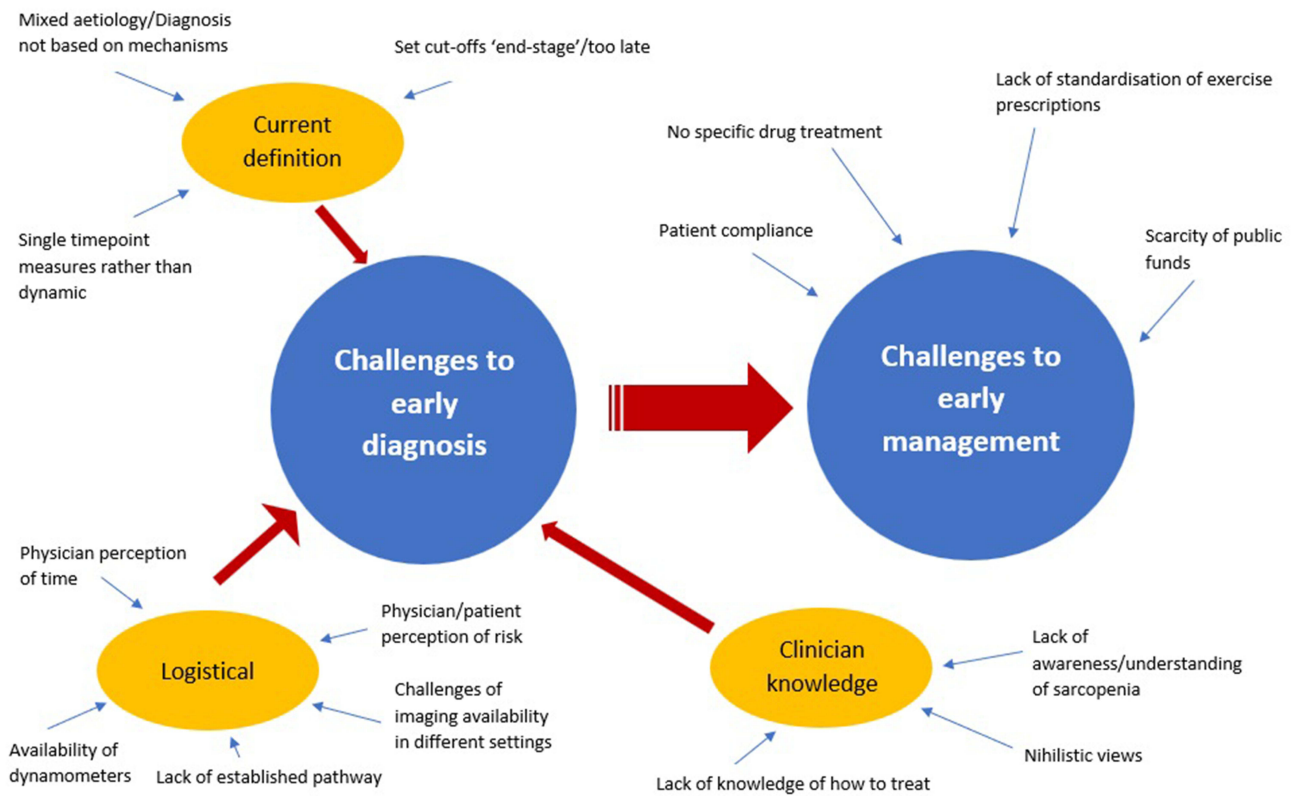 Mixed aetiology/Diagnosis
not based on mechanisms
Set cut-offs ‘end-stage’/too late
Current
definition
Single timepoint
measures rather than
dynamic
Lack of standardisation of exercise
prescriptions
No specific drug treatment
Patient compliance
Scarcity of public
funds
Challenges to
early
diagnosis
Challenges to
early
management
Physician perception
of time
Physician/patient
perception of risk
Logistical
Challenges of
imaging availability
in different settings
Availability of
dynamometers
Lack of established pathway
Clinician
knowledge
Lack of
awareness/understanding
of sarcopenia
Nihilistic views
Lack of knowledge of how to treat